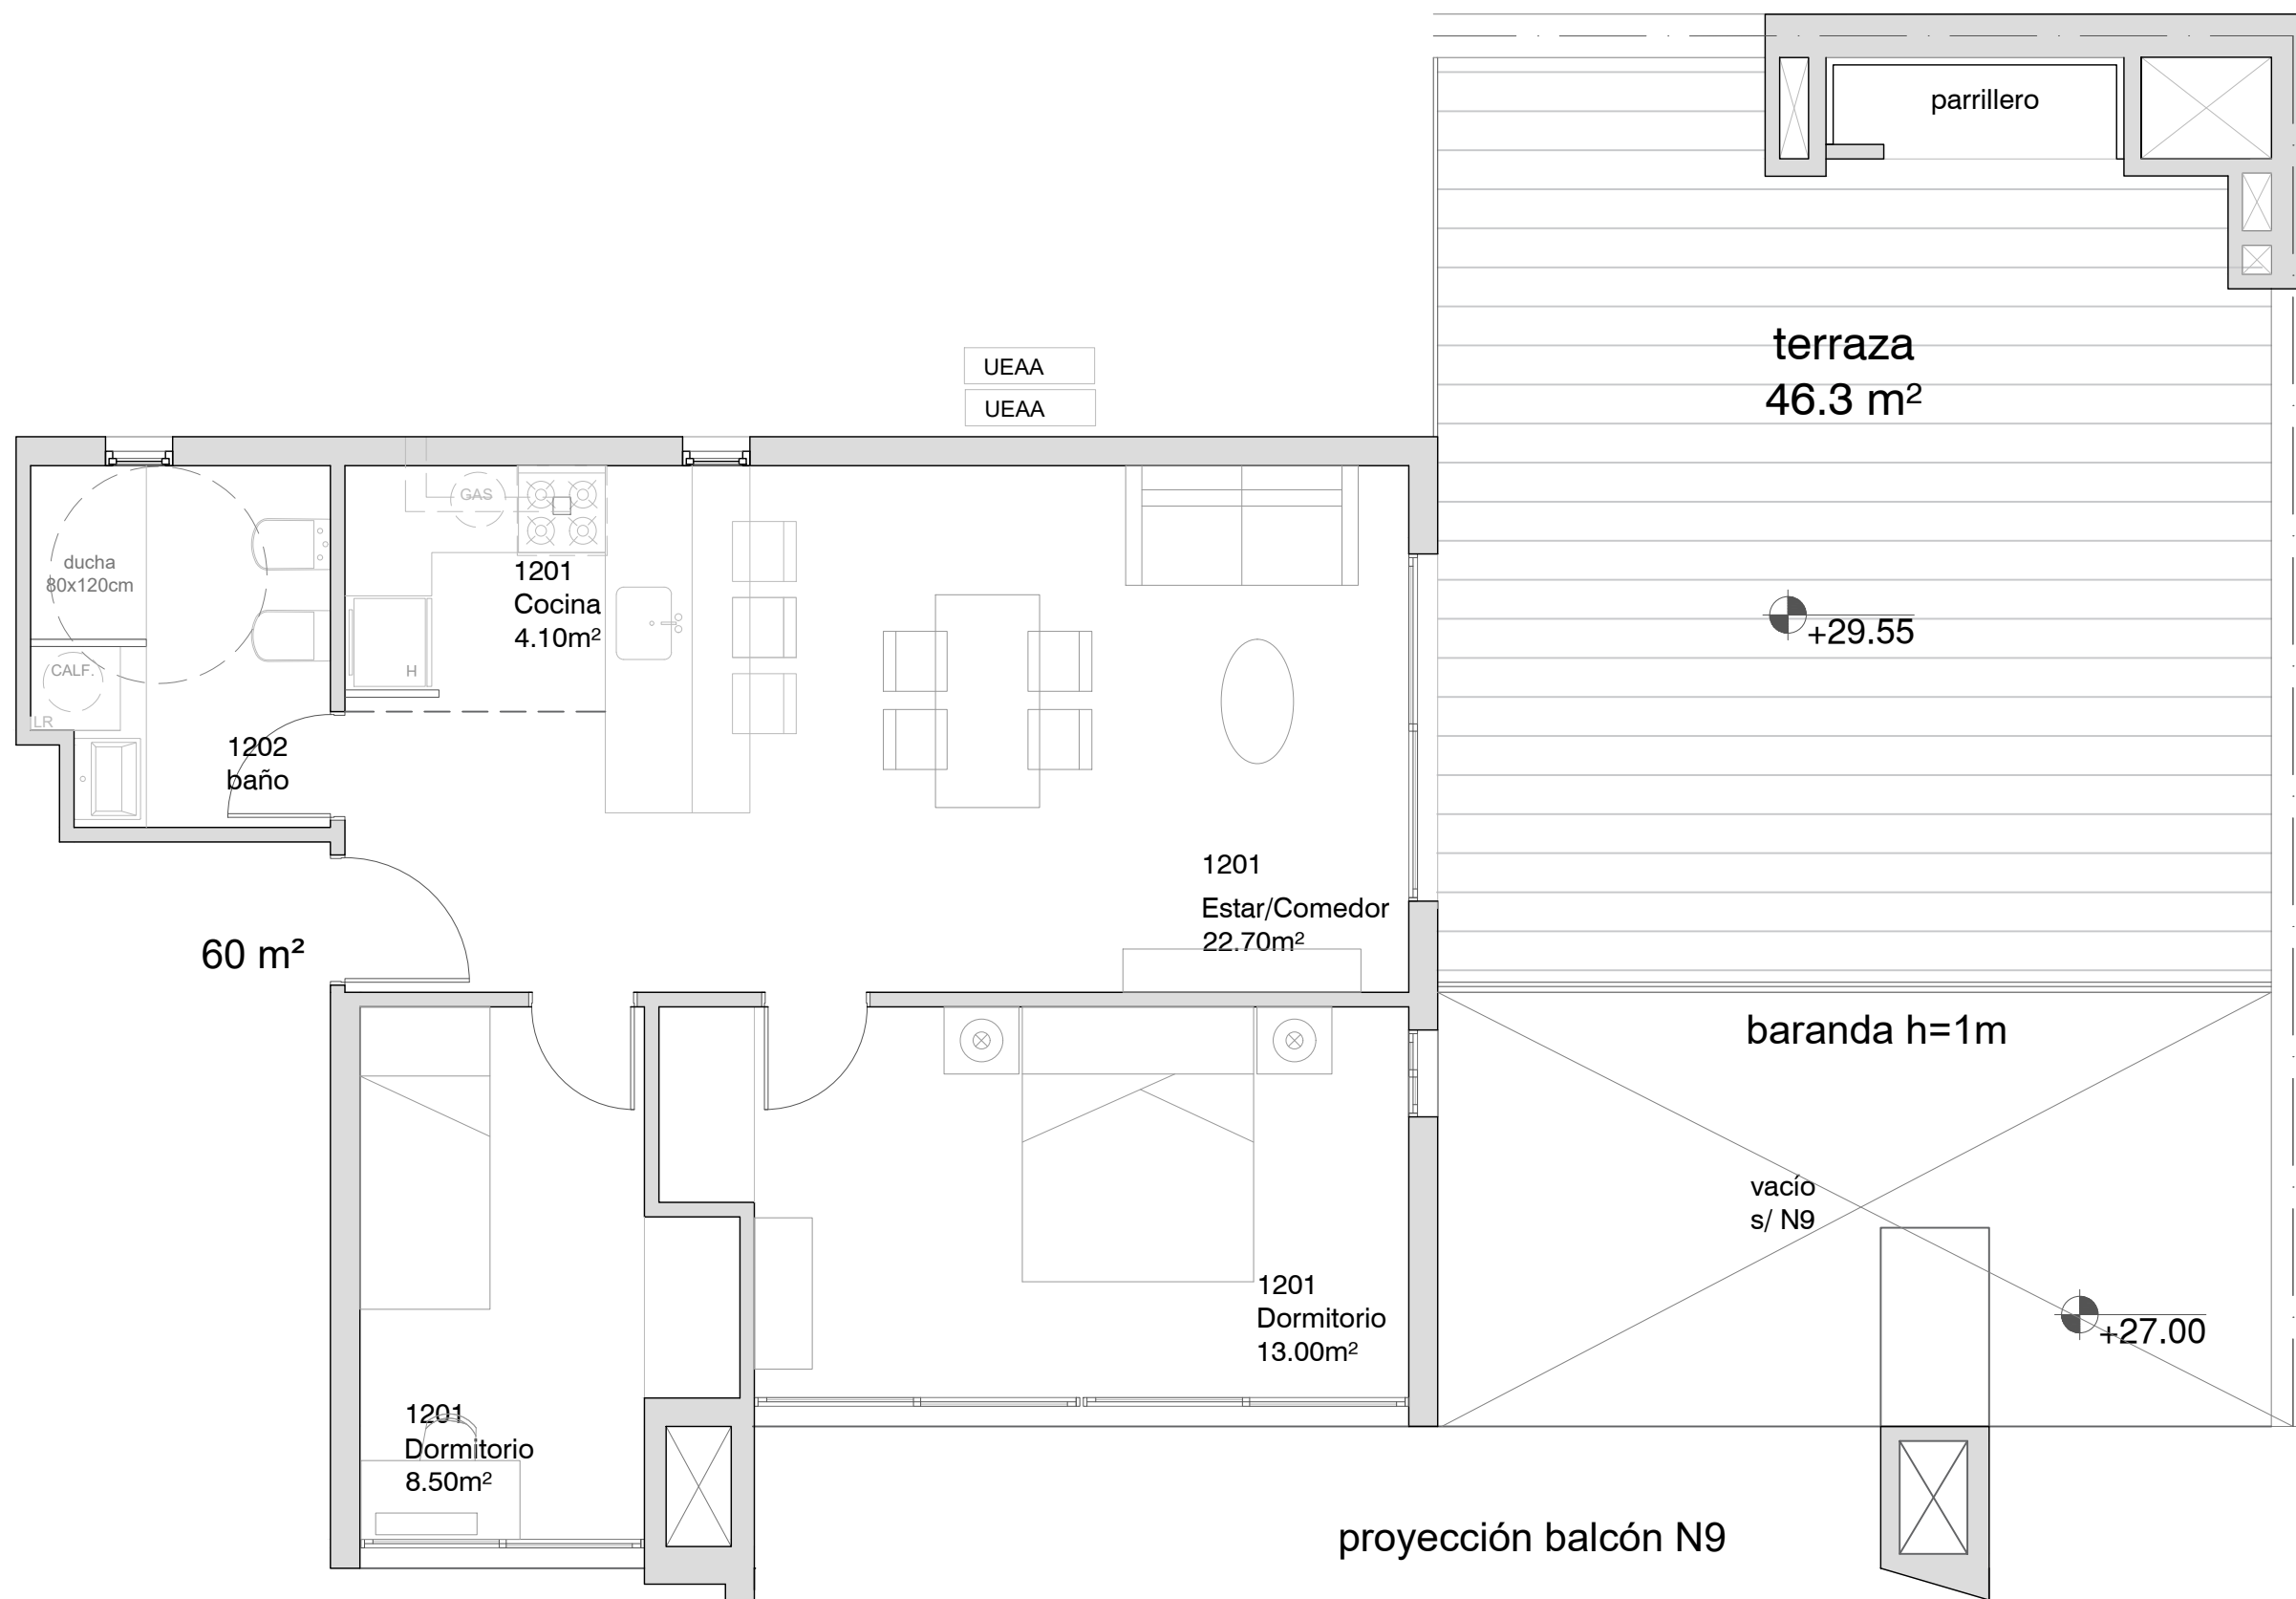 parrillero
terraza
46.3 m²
UEAA
UEAA
GAS
ducha
80x120cm
1201
Cocina
4.10m²
H
CALF.
LR
1202
baño
+29.55
1201
Estar/Comedor
22.70m²
60 m²
baranda h=1m
vacío
s/ N9
1201
Dormitorio
13.00m²
+27.00
1201
Dormitorio
8.50m²
proyección balcón N9